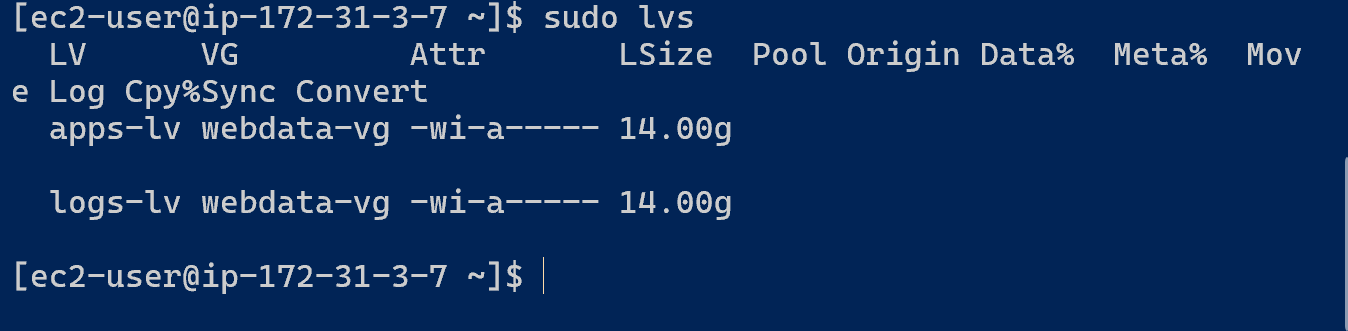 [ec2-user@ip-172-31-3-7 ~]$ sudo lvs
  LV      VG         Attr       LSize  Pool Origin Data%  Meta%  Mov
e Log Cpy%Sync Convert
  apps-lv webdata-vg -wi-a----- 14.00g
  logs-lv webdata-vg -wi-a----- 14.00g
[ec2-user@ip-172-31-3-7 ~]$